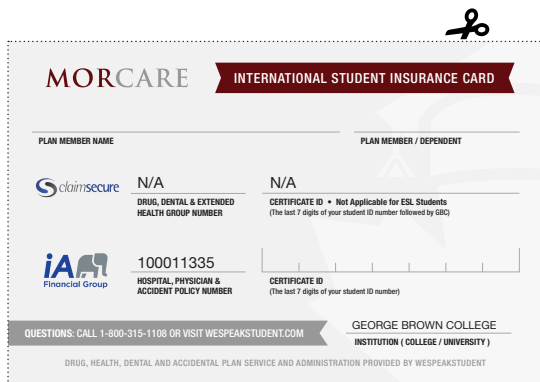 MORCARE
INTERNATIONAL STUDENT INSURANCE CARD
PLAN MEMBER NAME
PLAN MEMBER / DEPENDENT
claimsecure
N/A
DRUG, DENTAL & EXTENDED
HEALTH GROUP NUMBER
N/A
CERTIFICATE ID • Not Applicable for ESL Students
(The last 7 digits of your student ID number followed by GBC)
iA
Financial Group
100011335
HOSPITAL, PHYSICIAN &
ACCIDENT POLICY NUMBER
CERTIFICATE ID
(The last 7 digits of your student ID number)
QUESTIONS: CALL 1-800-315-1108 OR VISIT WESPEAKSTUDENT.COM
GEORGE BROWN COLLEGE
INSTITUTION ( COLLEGE / UNIVERSITY )
DRUG, HEALTH, DENTAL AND ACCIDENTAL PLAN SERVICE AND ADMINISTRATION PROVIDED BY WESPEAKSTUDENT